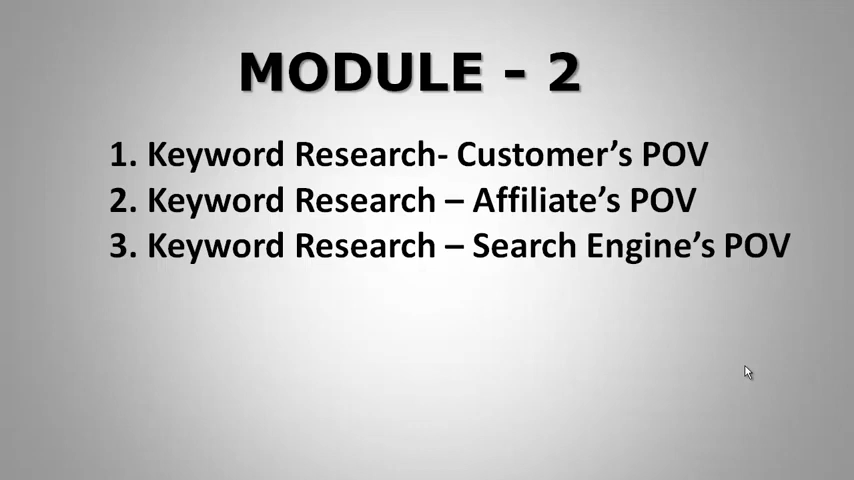 MODULE - 2
1. Keyword Research- Customer’s POV
2. Keyword Research – Affiliate’s POV
3. Keyword Research – Search Engine’s POV